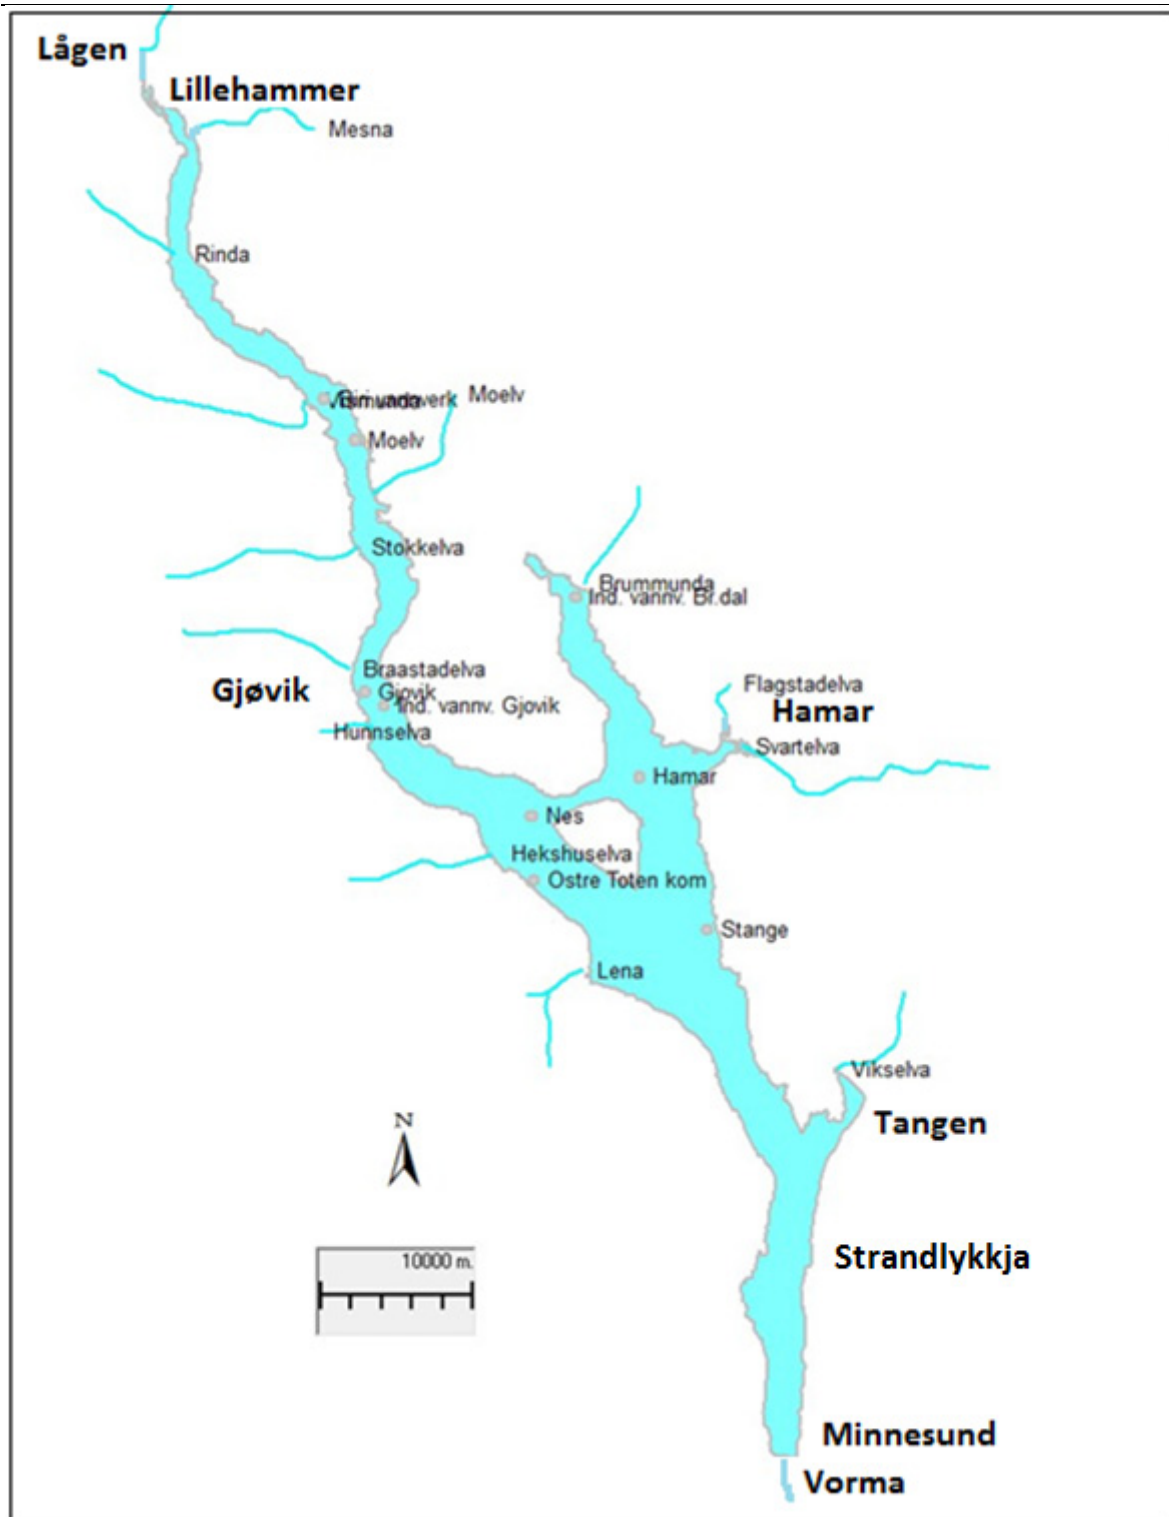 Lågen
Lillehammer
Mesna
Rinda
Moelv
Moelv
Stokkelva
Brummunda
Ind. vannv. Br.dal
Braastadelva
Flagstadelva
Gjøvik
Gjovik
Ind. vannv. Gjovik
Hamar
Hunnselva
Svartelva
Hamar
Nes
Hekshuselva
Ostre Toten kom
Stange
Lena
Vikselva
Tangen
N
Strandlykkja
10000 m.
Minnesund
Vorma